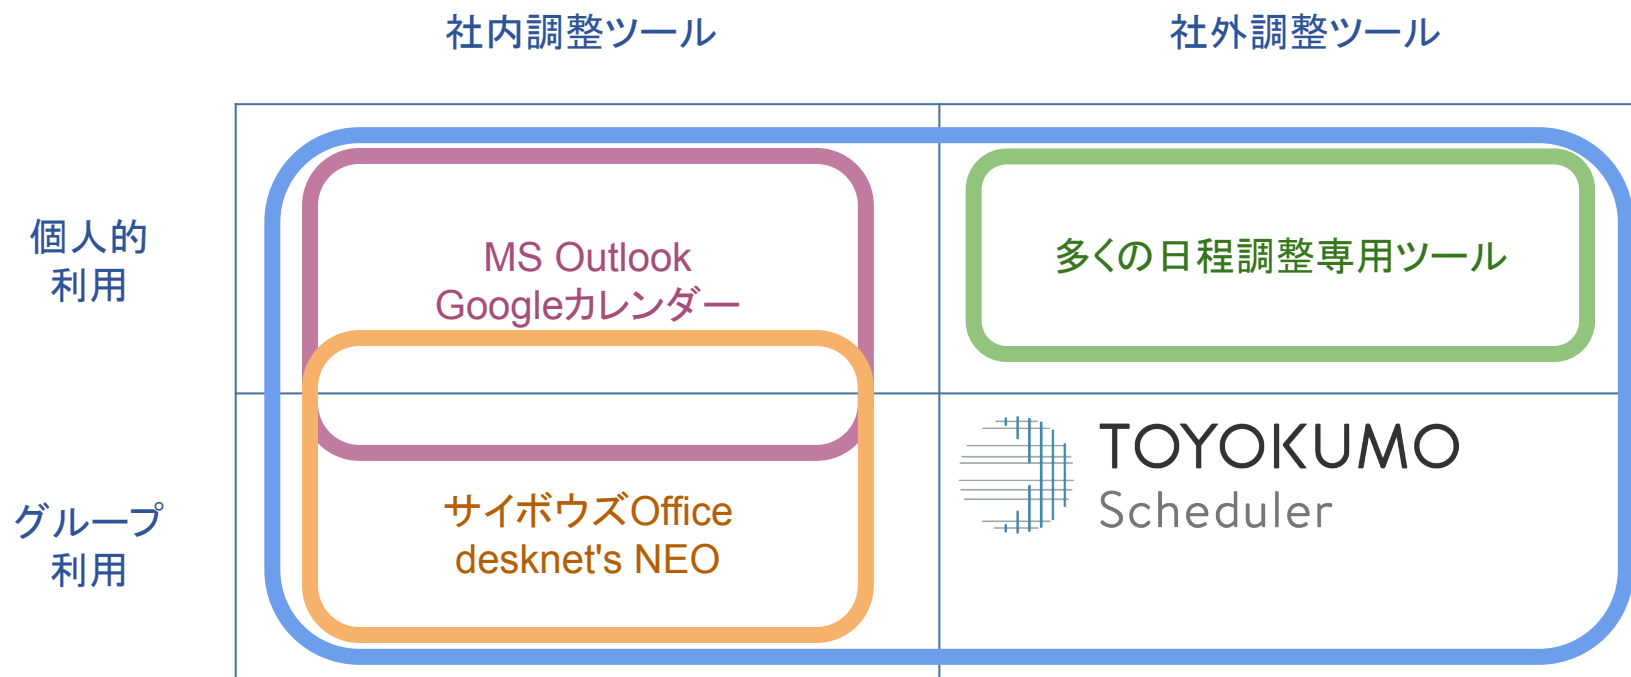 社内調整ツール
社外調整ツール
個人的
利用
MS Outlook
Googleカレンダー
多くの日程調整専用ツール
グループ
利用
サイボウズOffice
desknet's NEO
TOYOKUMO
Scheduler